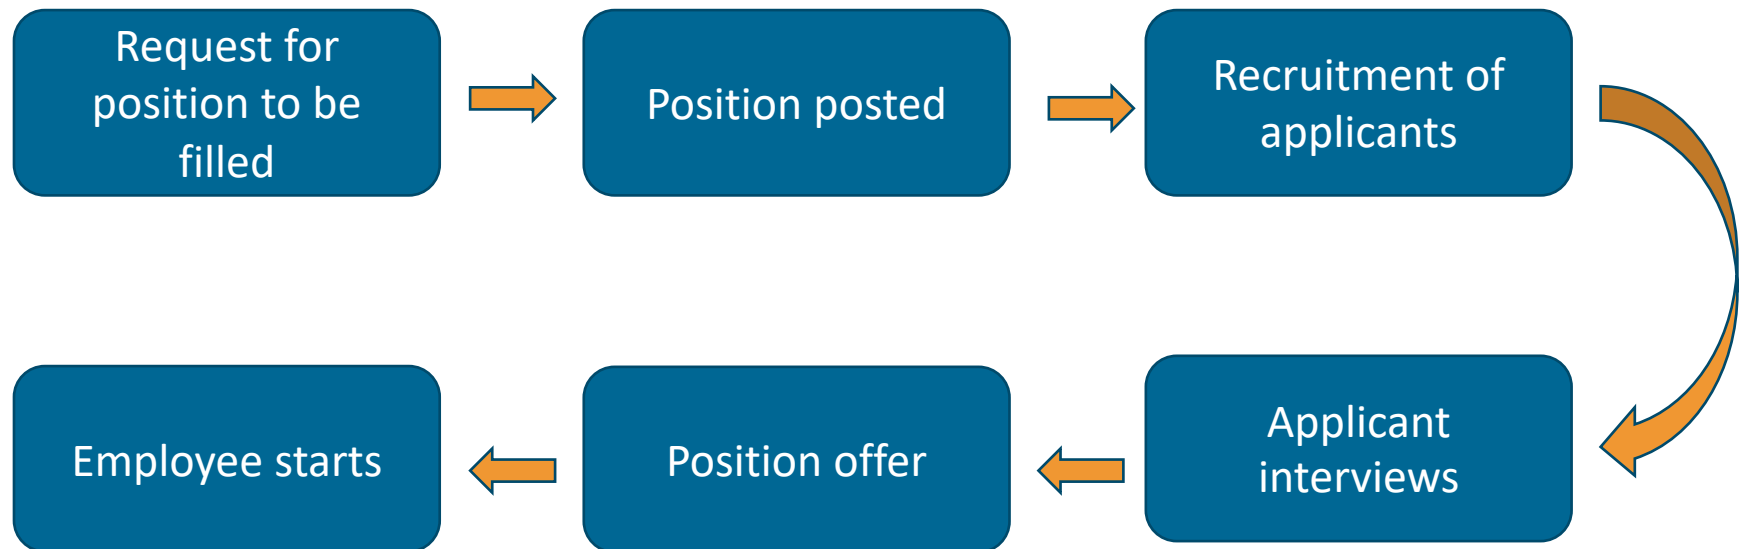 Request for
position to be
filled
Position posted
Recruitment of
applicants
Applicant
interviews
Position offer
Employee starts